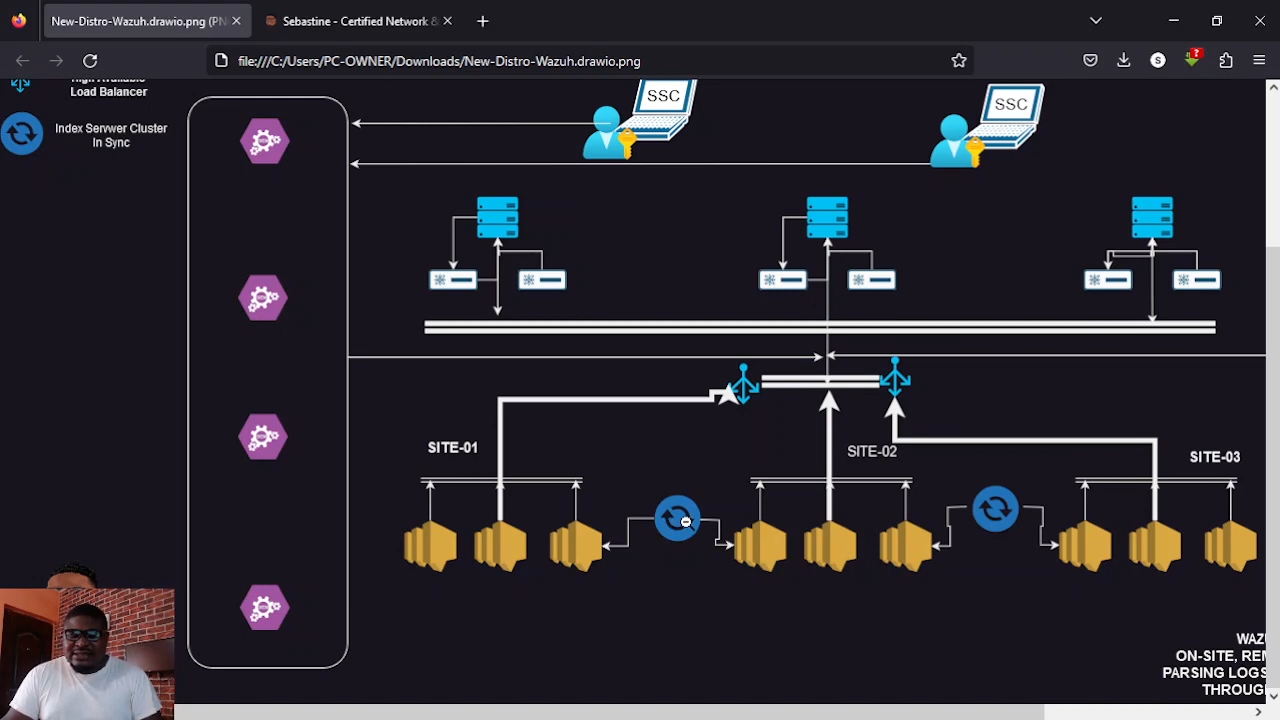 New-Distro-Wazuh.drawio.png (PN
Sebastine - Certified Network &
file:///C:/Users/PC-OWNER/Downloads/New-Distro-Wazuh.drawio.png
S
?
High Available
Load Balancer
Index Servwer Cluster
In Sync
SSC
SSC
SITE-01
SITE-02
SITE-03
WAZ
ON-SITE, REM
PARSING LOGS
THROUG